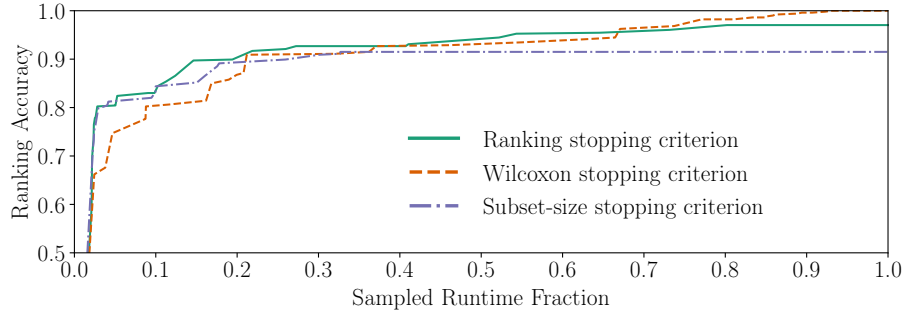 1.0
0.9
0.8
0.7
0.6
0.5
Ranking Accuracy
Ranking stopping criterion
Wilcoxon stopping criterion
Subset-size stopping criterion
0.0 0.1 0.2 0.3 0.4 0.5 0.6 0.7 0.8 0.9 1.0
Sampled Runtime Fraction